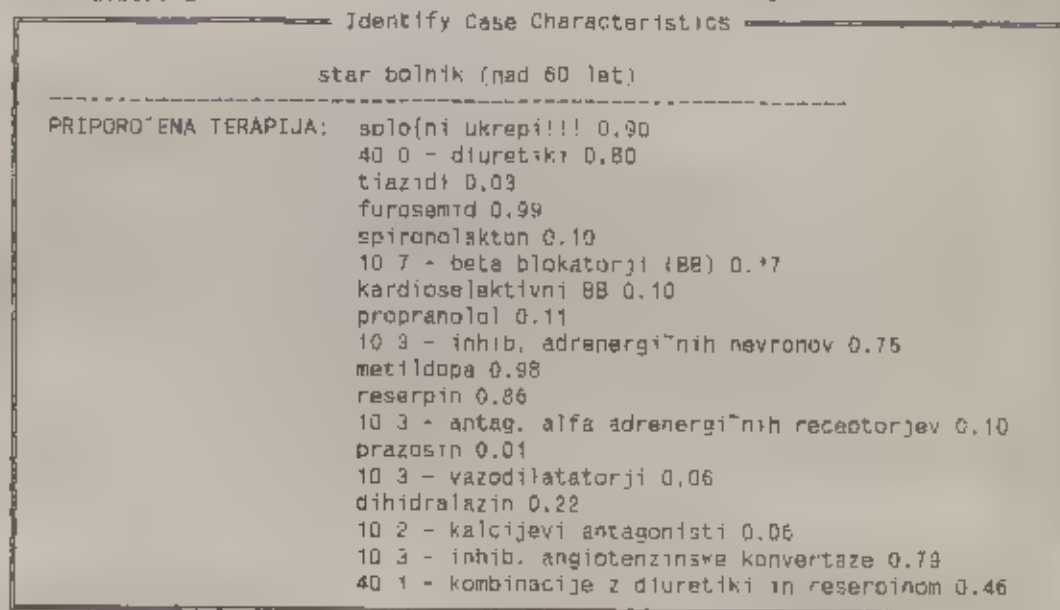 Identify Case Characteristics
star bolnik (nad 60 let)
PRIPORO~ENA TERAPIJA: splo{ni ukrepi!!! 0.90
40 0 - diuretiki 0.80
tiazidi 0.03
furosemid 0.99
spironolakton 0.10
10 7 - beta blokatorji (BB)
kardioselektivni BB 0.10
propranolol 0.11
10 3 - inhib. adrenergi~nih nevronov 0.75
metildopa 0.98
reserpin 0.86
10 3 - antag. alfa adrenergi~nih receptorjev 0.10
prazosin 0.01
10 3 - vazodilatatorji 0.06
dihidralazin 0.22
10 2 - kalcijevi antagonisti 0.06
10 3 - inhib. angiotenzinske konvertaze 0.79
40 1 - kombinacije z diuretiki in reserpinom 0.46